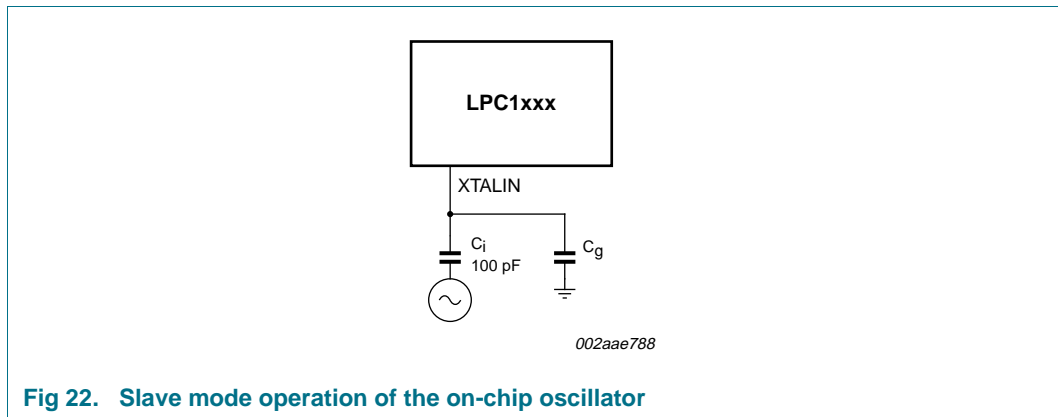 LPC1xxx
XTALIN
Ci
100 pF
Cg
002aae788
Fig 22. Slave mode operation of the on-chip oscillator